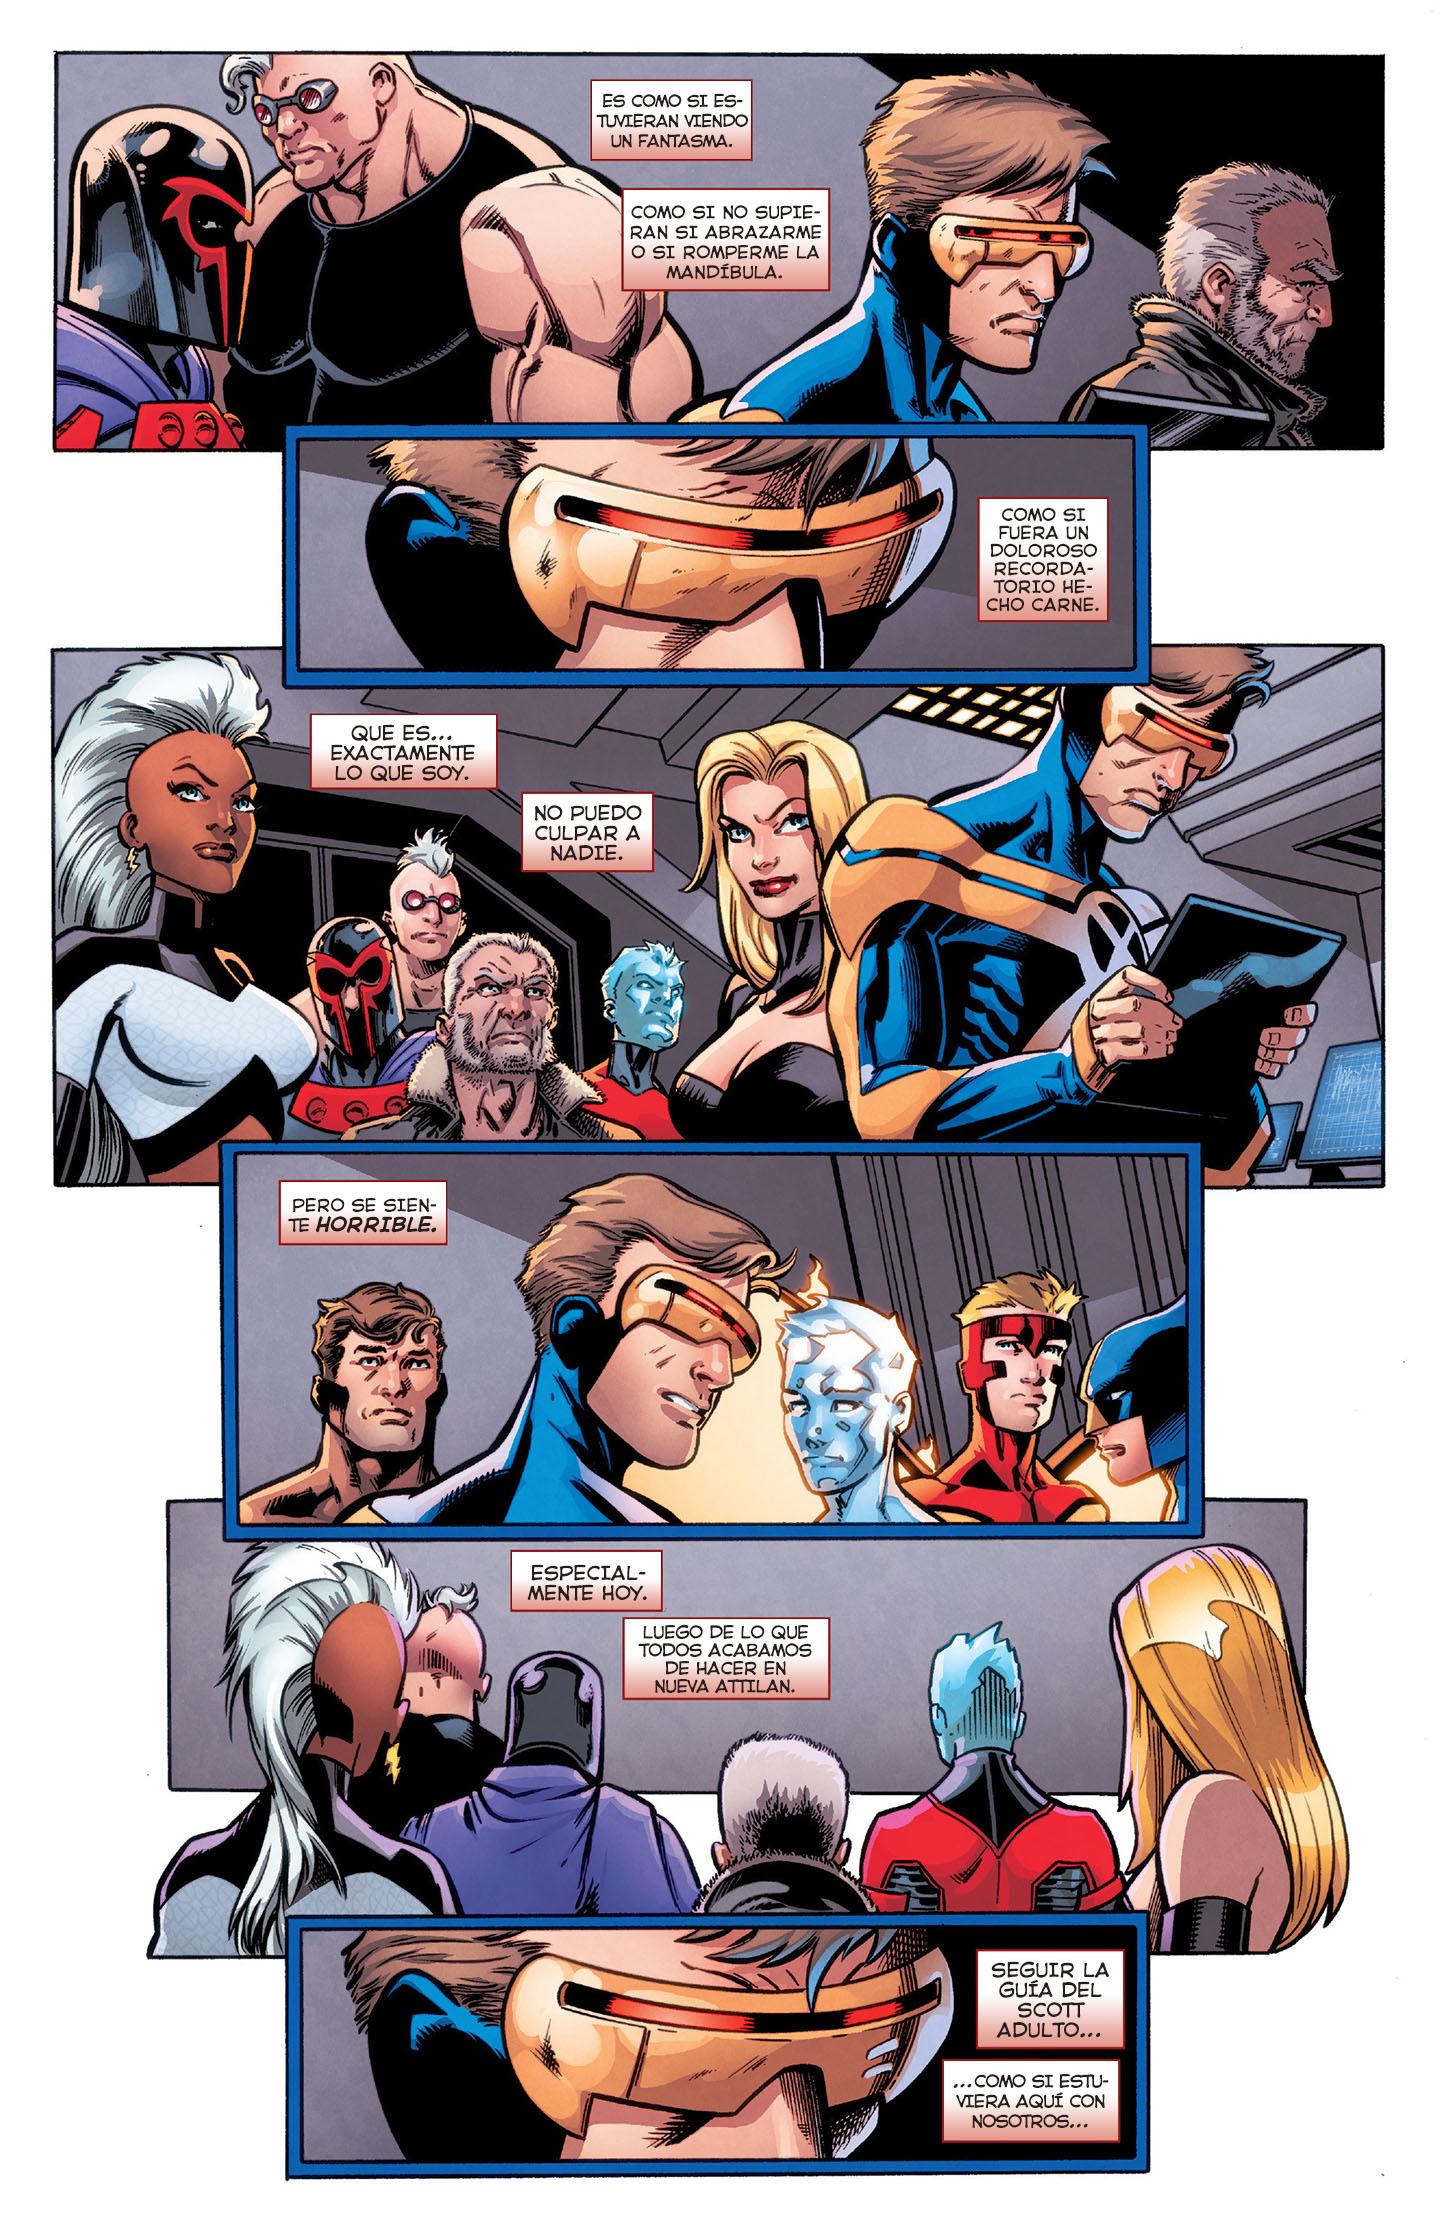 ES COMO SI ES-
TUVIERAN VIENDO
UN FANTASMA.
COMO SI NO SUPIE-
RAN SI ABRAZARME
O SI ROMPERME LA
MANDÍBULA.
COMO SI
FUERA UN
DOLOROSO
RECORDA-
TORIO HE-
CHO CARNE.
QUE ES...
EXACTAMENTE
LO QUE SOY.
NO PUEDO
CULPAR A
NADIE.
PERO SE SIEN-
TE HORRIBLE.
ESPECIAL-
MENTE HOY.
LUEGO DE LO QUE
TODOS ACABAMOS
DE HACER EN
NUEVA ATTILAN.
SEGUIR LA
GUÍA DEL
SCOTT
ADULTO...
...COMO SI ESTU-
VIERA AQUÍ CON
NOSOTROS...